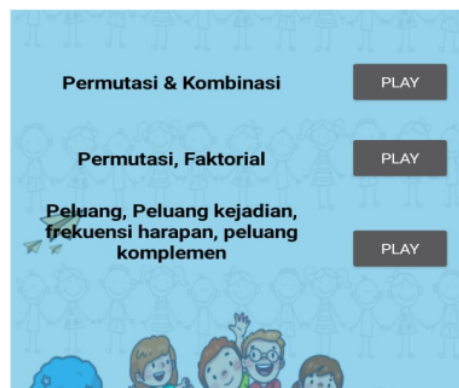 Permutasi & Kombinasi PLAY
Permutasi, Faktorial PLAY
Peluang, Peluang kejadian,
frekuensi harapan, peluang
komplemen PLAY